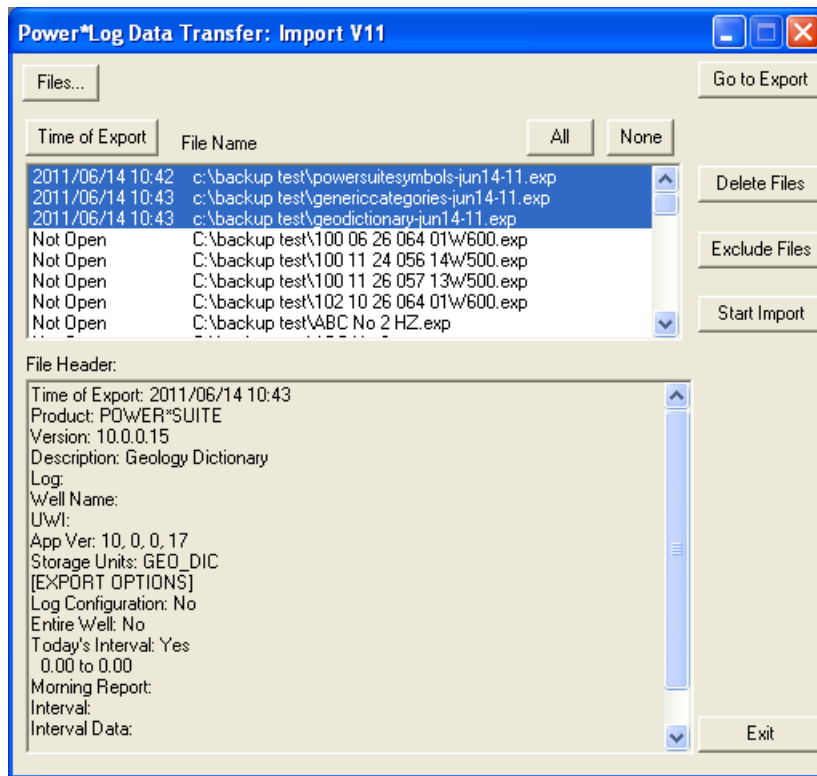 Power*Log Data Transfer: Import V11
Files...
Go to Export
Time of Export File Name All None
2011/06/14 10:42 c:\backup test\powersuitesymbols-jun14-11.exp
2011/06/14 10:43 c:\backup test\genericcategories-jun14-11.exp
2011/06/14 10:43 c:\backup test\geodictionary-jun14-11.exp
Not Open C:\backup test\100 06 26 064 01W600.exp
Not Open C:\backup test\100 11 24 056 14W500.exp
Not Open C:\backup test\100 11 26 057 13W500.exp
Not Open C:\backup test\102 10 26 064 01W600.exp
Not Open C:\backup test\ABC No 2 HZ.exp
Delete Files
Exclude Files
Start Import
File Header:
Time of Export: 2011/06/14 10:43
Product: POWER*SUITE
Version: 10.0.0.15
Description: Geology Dictionary
Log:
Well Name:
UWI:
App Ver: 10, 0, 0, 17
Storage Units: GEO_DIC
[EXPORT OPTIONS]
Log Configuration: No
Entire Well: No
Today's Interval: Yes
0.00 to 0.00
Morning Report:
Interval:
Interval Data:
Exit